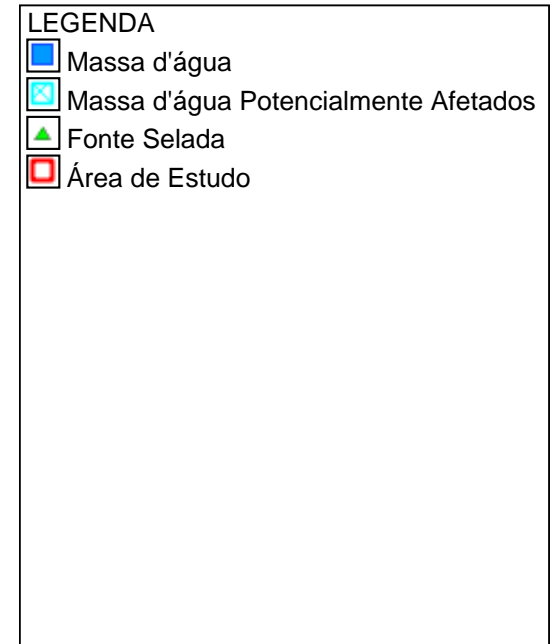 LEGENDA
Massa d'água
Massa d'água Potencialmente Afetados
Fonte Selada
Área de Estudo